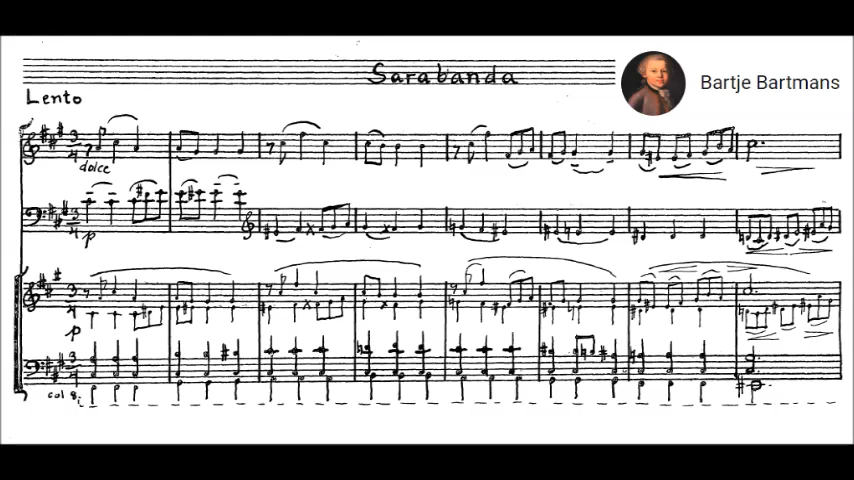 Sarabanda
Bartje Bartmans
Lento
dolce
p
p
col 8.